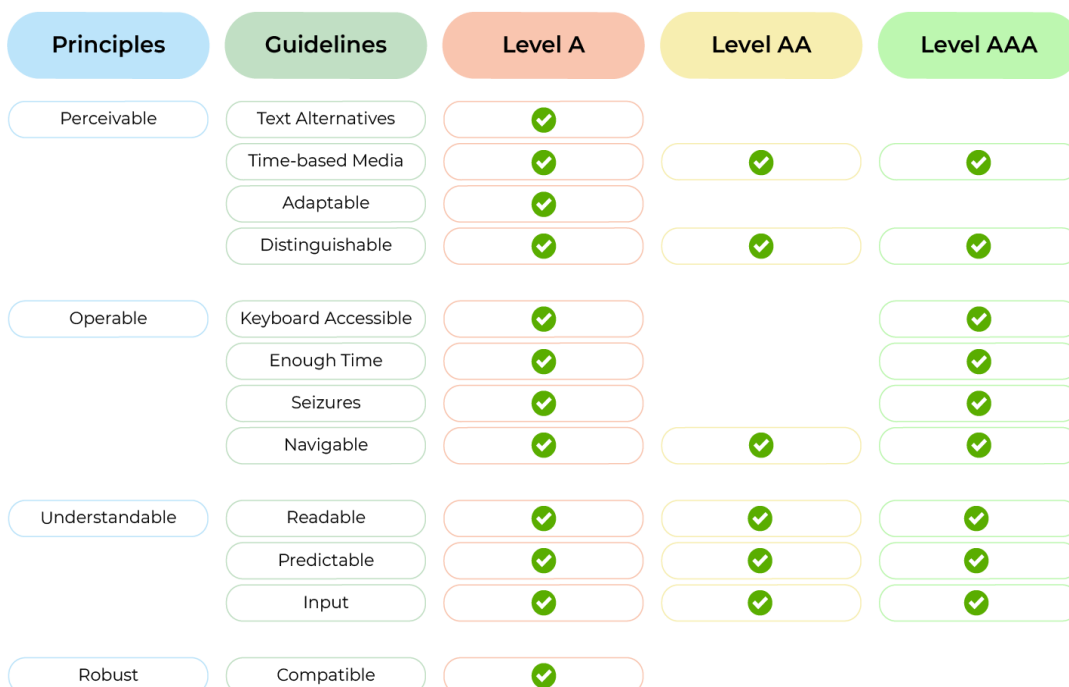 Principles Guidelines Level A Level AA Level AAA
Perceivable Text Alternatives
Time-based Media
Adaptable
Distinguishable
Operable Keyboard Accessible
Enough Time
Seizures
Navigable
Understandable Readable
Predictable
Input
Robust Compatible